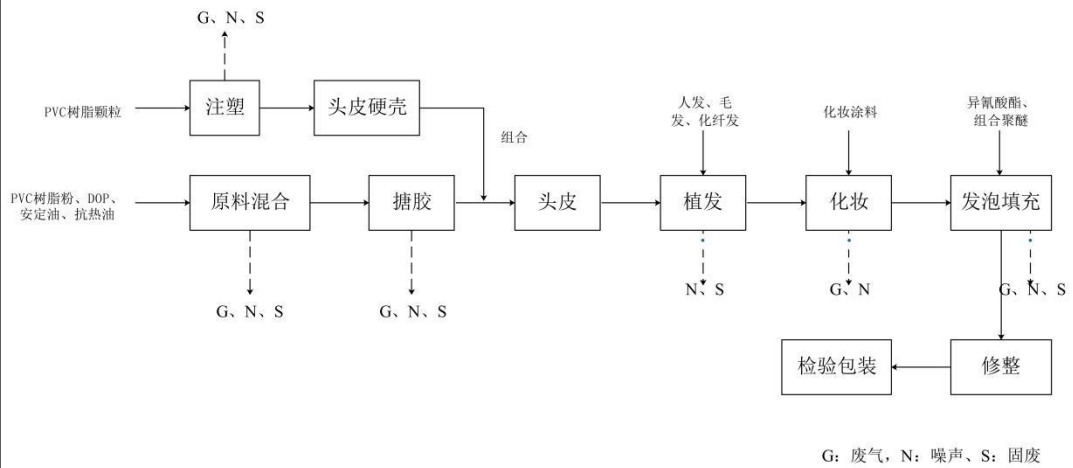 G、N、S
PVC树脂颗粒
注塑
头皮硬壳
组合
人发、毛
发、化纤发
化妆涂料
异氰酸酯、
组合聚醚
PVC树脂粉、DOP、
安定油、抗热油
原料混合
搪胶
头皮
植发
化妆
发泡填充
G、N、S
G、N、S
N、S
G、N
G、N、S
检验包装
修整
G：废气，N：噪声、S：固废